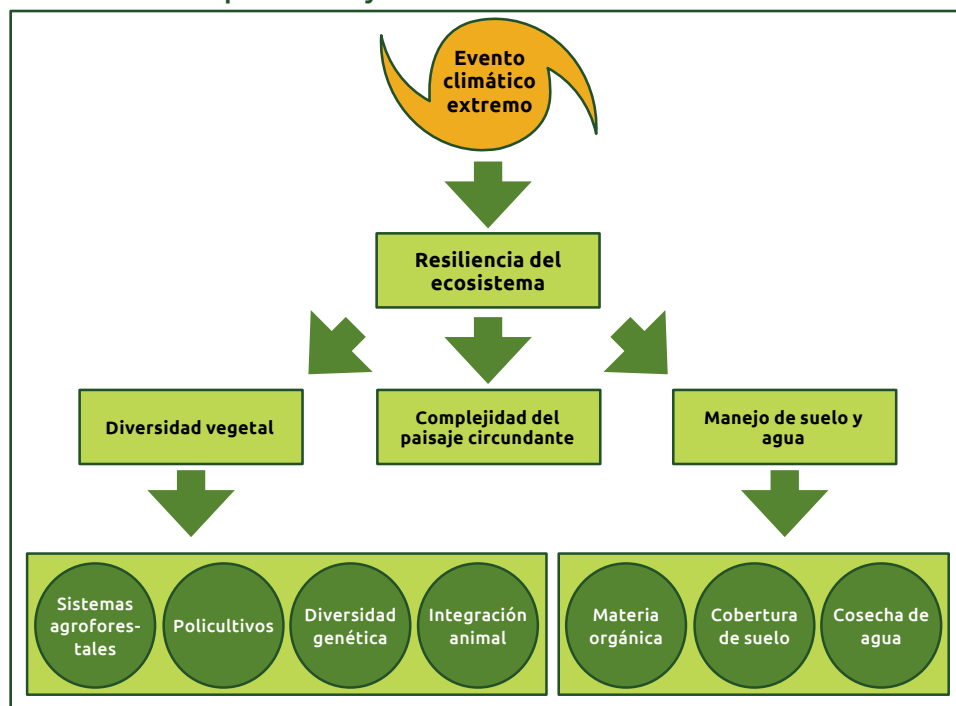 Evento
climático
extremo
Resiliencia del
ecosistema
Diversidad vegetal
Complejidad del
paisaje circundante
Manejo de suelo y
agua
Sistemas
agrofores-
tales
Policultivos
Diversidad
genética
Integración
animal
Materia
orgánica
Cobertura
de suelo
Cosecha de
agua